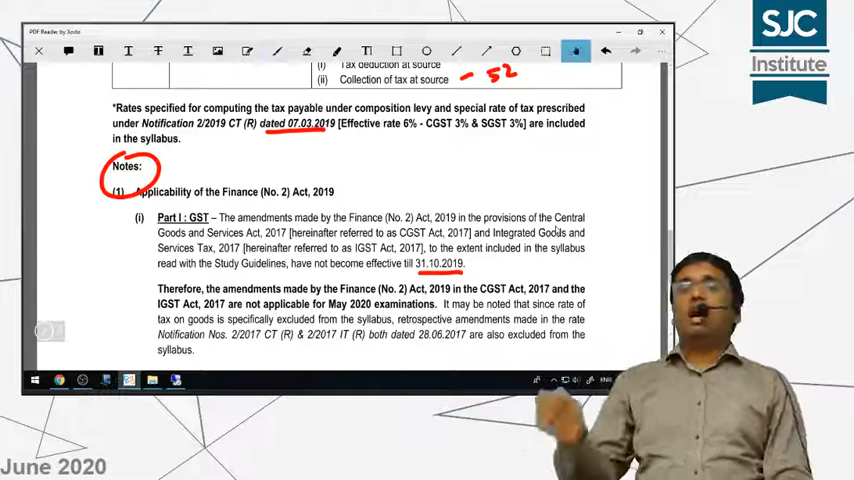 PDF Reader by Xodo
SJC
Institute
(i) Tax deduction at source
(ii) Collection of tax at source - 52
*Rates specified for computing the tax payable under composition levy and special rate of tax prescribed
under Notification 2/2019 CT (R) dated 07.03.2019 [Effective rate 6% - CGST 3% & SGST 3%] are included
in the syllabus.
Notes:
(1) Applicability of the Finance (No. 2) Act, 2019
(i) Part I : GST – The amendments made by the Finance (No. 2) Act, 2019 in the provisions of the Central
Goods and Services Act, 2017 [hereinafter referred to as CGST Act, 2017] and Integrated Goods and
Services Tax, 2017 [hereinafter referred to as IGST Act, 2017], to the extent included in the syllabus
read with the Study Guidelines, have not become effective till 31.10.2019.
Therefore, the amendments made by the Finance (No. 2) Act, 2019 in the CGST Act, 2017 and the
IGST Act, 2017 are not applicable for May 2020 examinations. It may be noted that since rate of
tax on goods is specifically excluded from the syllabus, retrospective amendments made in the rate
Notification Nos. 2/2017 CT (R) & 2/2017 IT (R) both dated 28.06.2017 are also excluded from the
syllabus.
ENG
June 2020